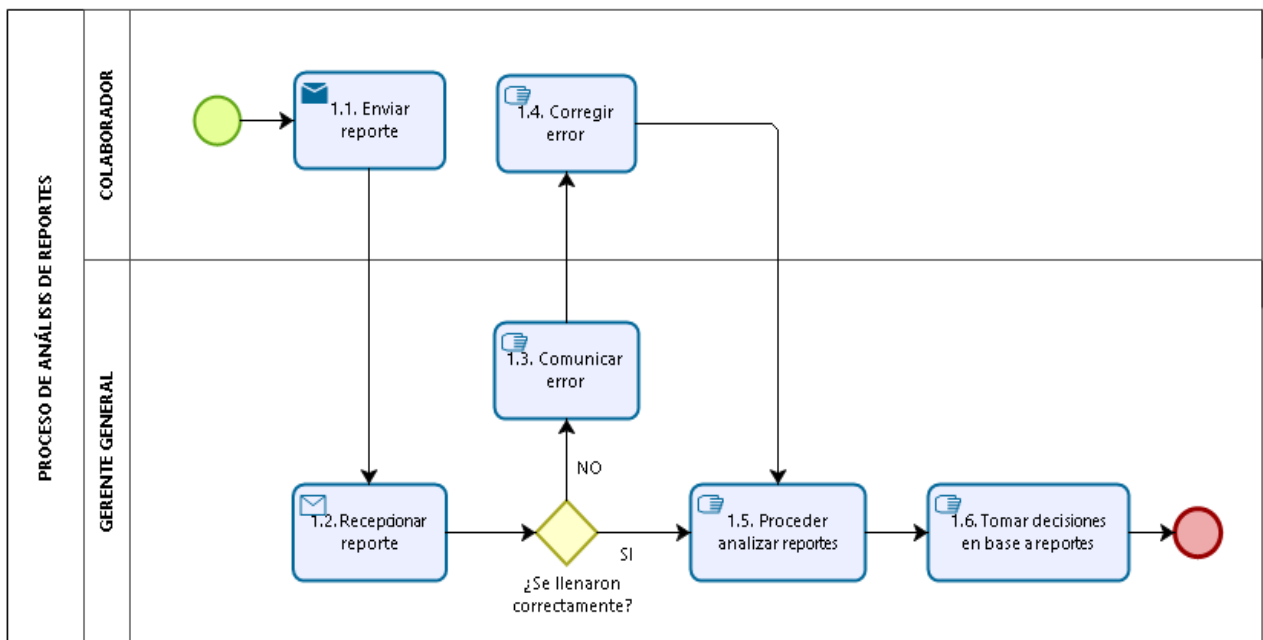 PROCESO DE ANÁLISIS DE REPORTES
COLABORADOR
1.1. Enviar
reporte
1.4. Corregir
error
GERENTE GENERAL
1.3. Comunicar
error
NO
1.2. Recepcionar
reporte
¿Se llenaron
correctamente?
SI
1.5. Proceder
analizar reportes
1.6. Tomar decisiones
en base a reportes